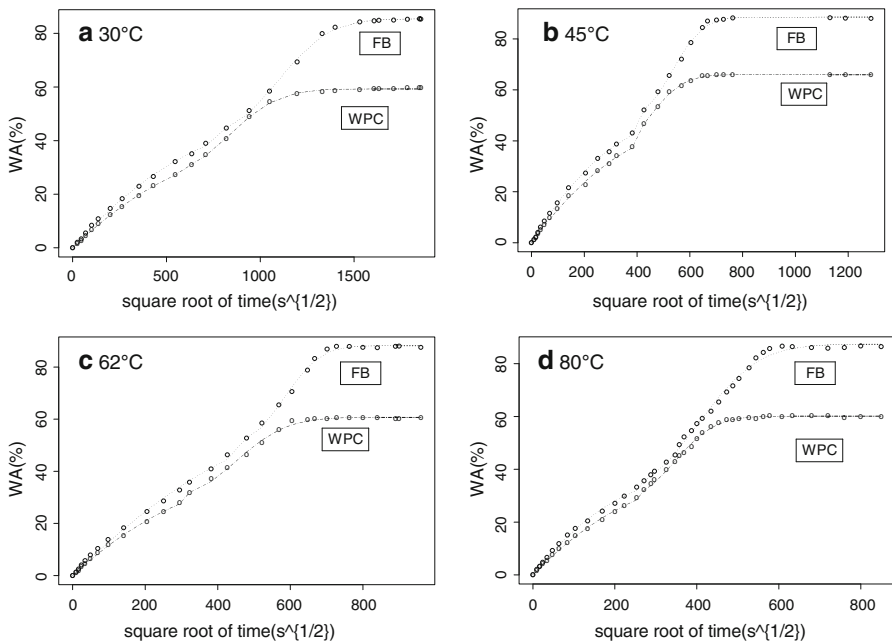 a 30°C
FB
WPC
WA(%)
0 20 40 60 80
0 500 1000 1500
square root of time(s^{1/2})
b 45°C
FB
WPC
WA(%)
0 20 40 60 80
0 200 400 600 800 1000 1200
square root of time(s^{1/2})
c 62°C
FB
WPC
WA(%)
0 20 40 60 80
0 200 400 600 800
square root of time(s^{1/2})
d 80°C
FB
WPC
WA(%)
0 20 40 60 80
0 200 400 600 800
square root of time(s^{1/2})